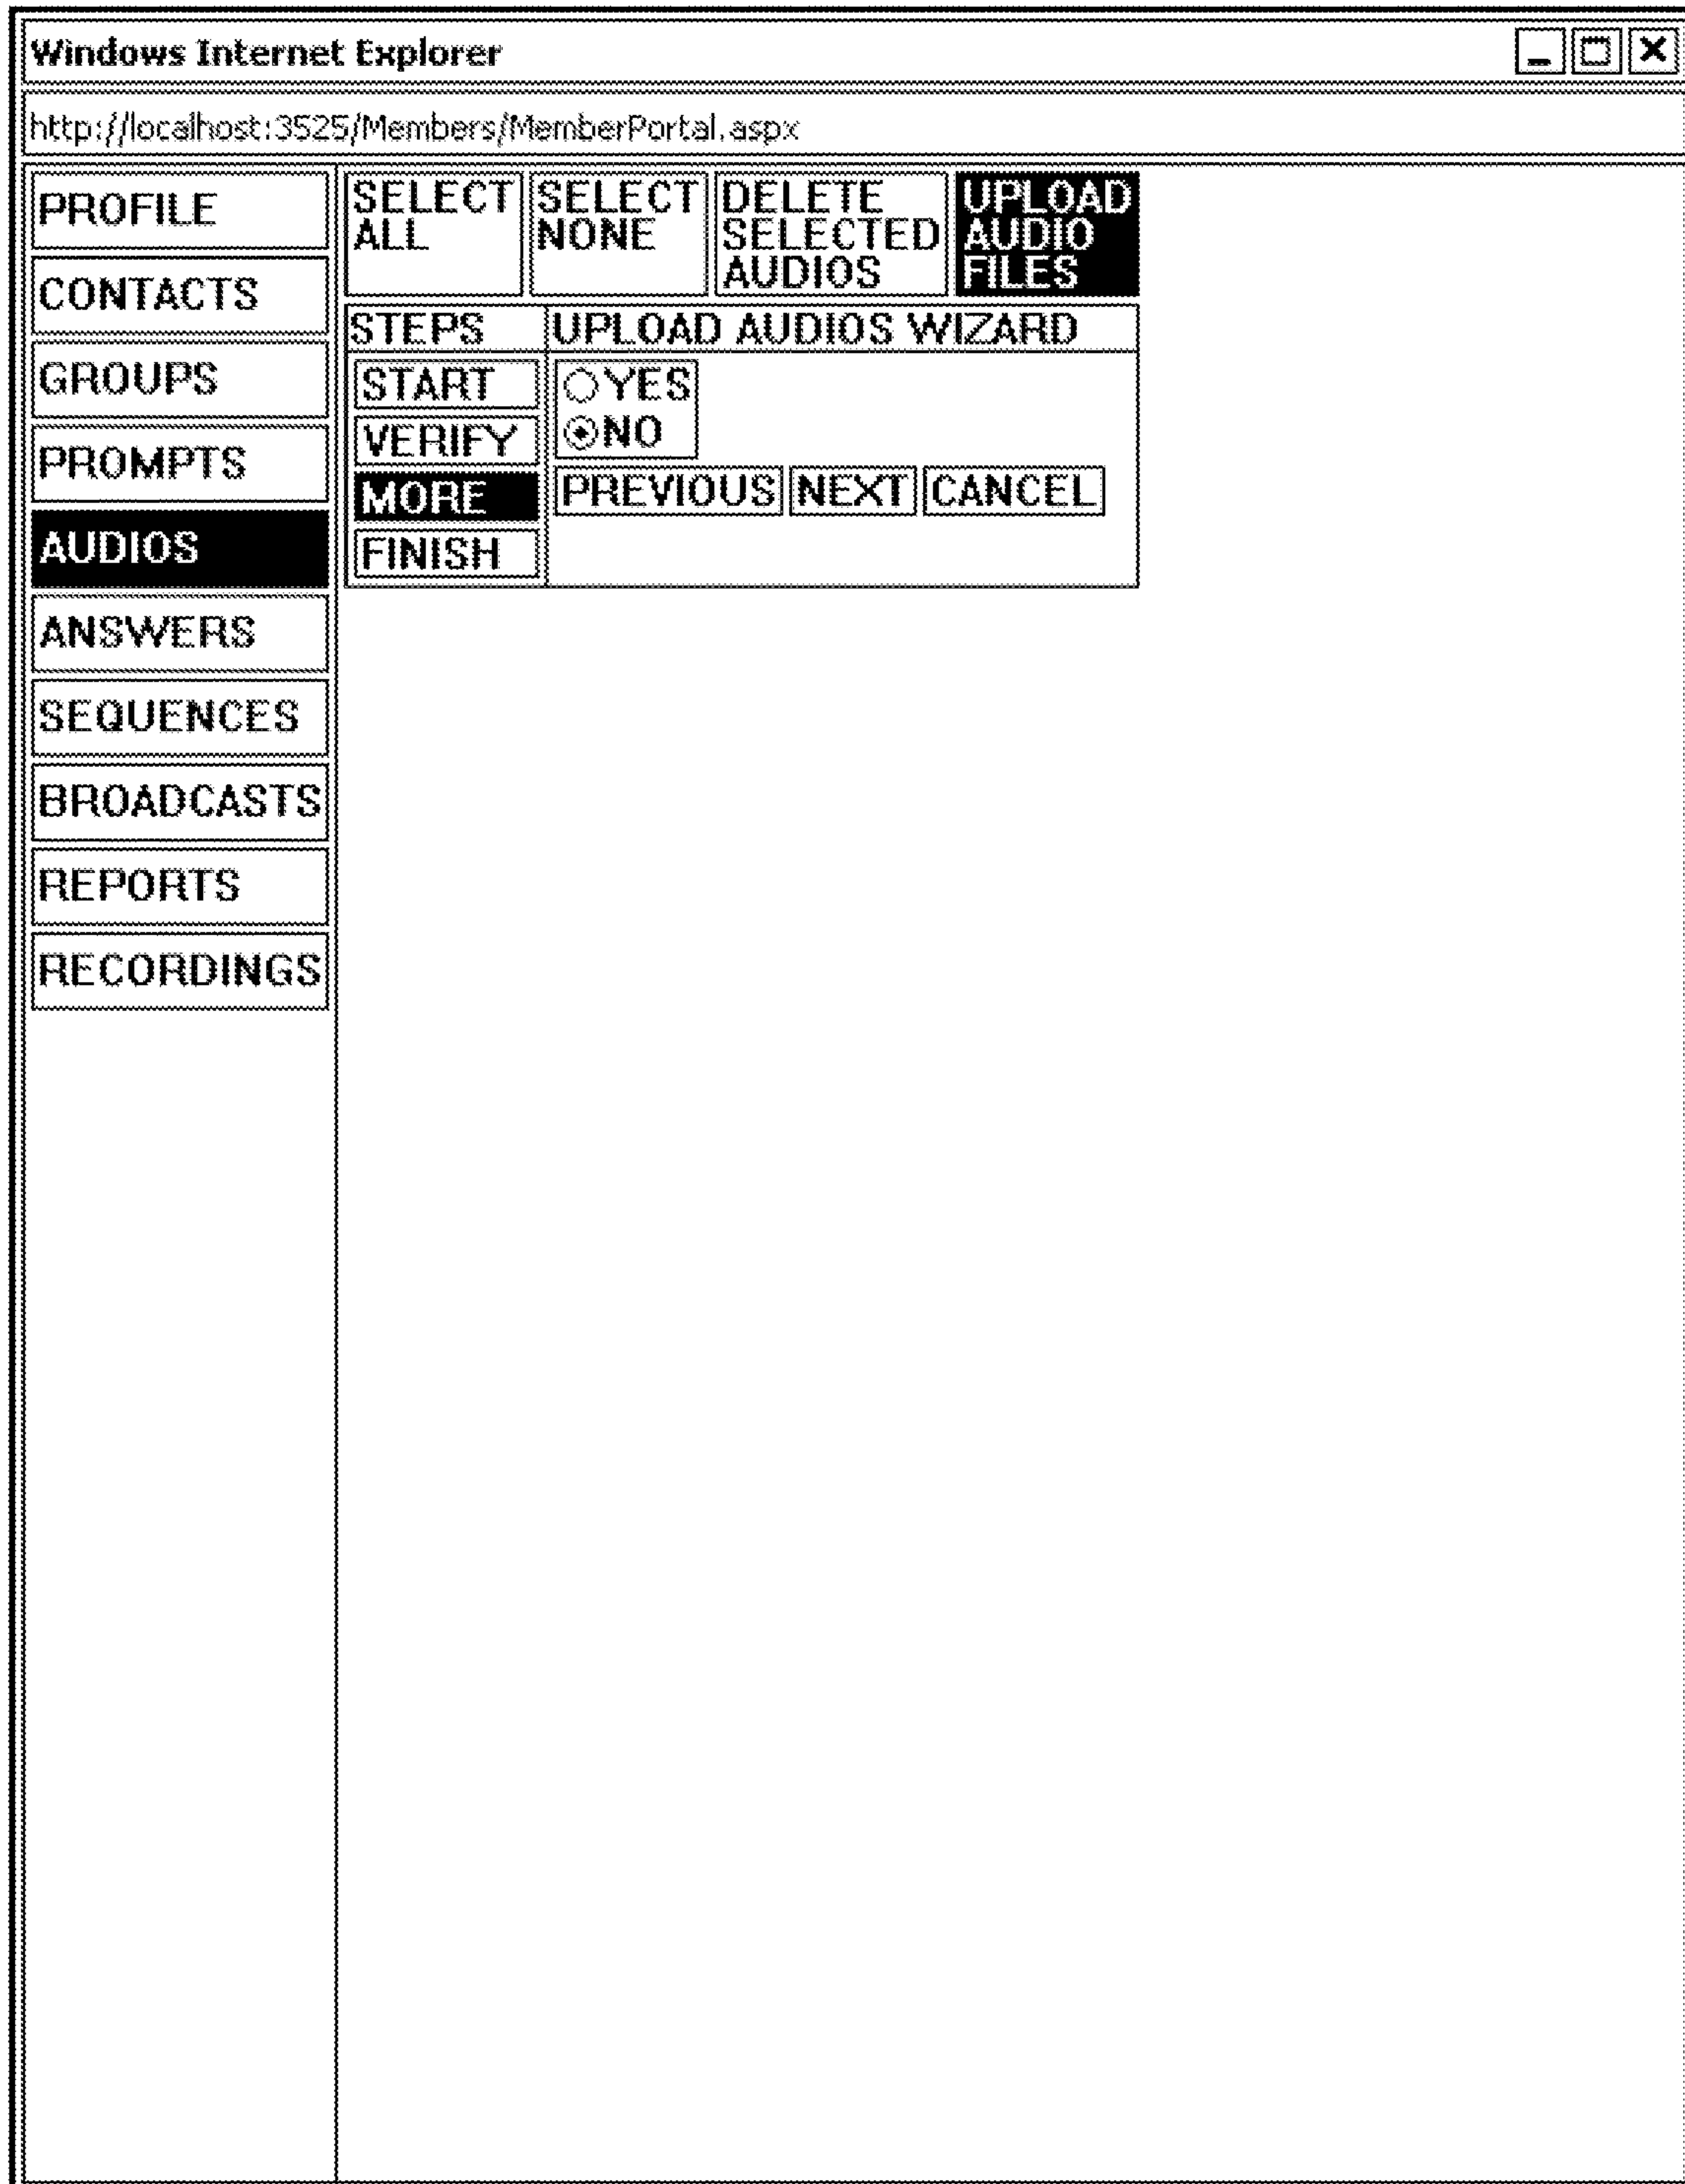 Windows Internet Explorer
http://localhost:3525/Members/MemberPortal.aspx
PROFILE
CONTACTS
GROUPS
PROMPTS
AUDIOS
ANSWERS
SEQUENCES
BROADCASTS
REPORTS
RECORDINGS
SELECT
ALL
SELECT
NONE
DELETE
SELECTED
AUDIOS
UPLOAD
AUDIO
FILES
STEPS
START
VERIFY
MORE
FINISH
UPLOAD AUDIOS WIZARD
YES
NO
PREVIOUS NEXT CANCEL